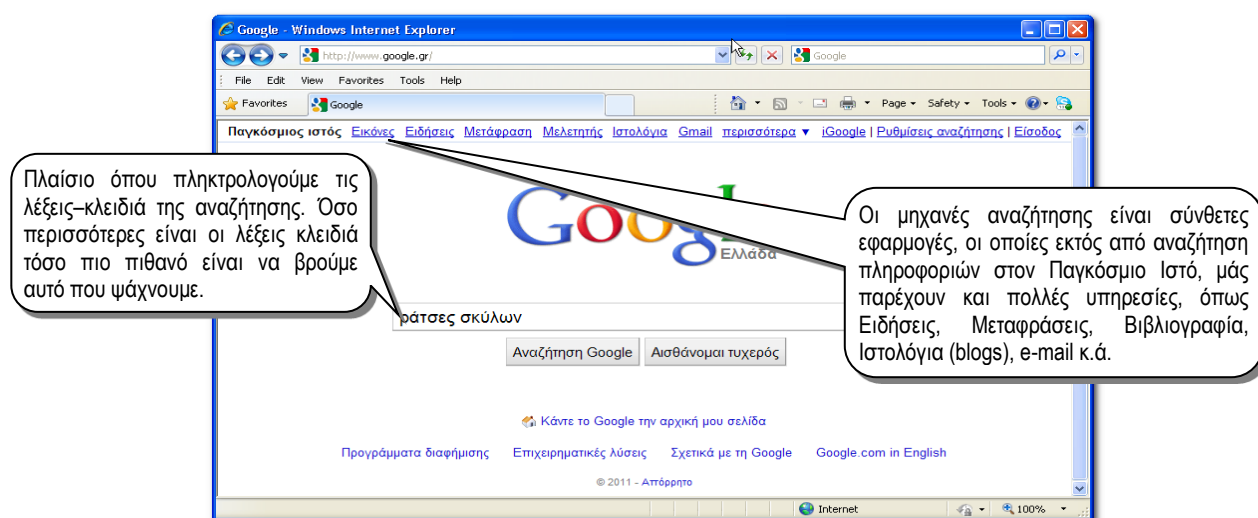 Google - Windows Internet Explorer
http://www.google.gr/
Google
File Edit View Favorites Tools Help
Favorites
Google
Page Safety Tools
Παγκόσμιος ιστός Εικόνες Ειδήσεις Μετάφραση Μελετητής Ιστολόγια Gmail περισσότερα ▼ iGoogle | Ρυθμίσεις αναζήτησης | Είσοδος
Πλαίσιο όπου πληκτρολογούμε τις
λέξεις–κλειδιά της αναζήτησης. Όσο
περισσότερες είναι οι λέξεις κλειδιά
τόσο πιο πιθανό είναι να βρούμε
αυτό που ψάχνουμε.
Google
Ελλάδα
Οι μηχανές αναζήτησης είναι σύνθετες
εφαρμογές, οι οποίες εκτός από αναζήτηση
πληροφοριών στον Παγκόσμιο Ιστό, μάς
παρέχουν και πολλές υπηρεσίες, όπως
Ειδήσεις, Μεταφράσεις, Βιβλιογραφία,
Ιστολόγια (blogs), e-mail κ.ά.
ράτσες σκύλων
Αναζήτηση Google Αισθάνομαι τυχερός
Κάντε το Google την αρχική μου σελίδα
Προγράμματα διαφήμισης Επιχειρηματικές λύσεις Σχετικά με τη Google Google.com in English
© 2011 - Απόρρητο
Internet 100%